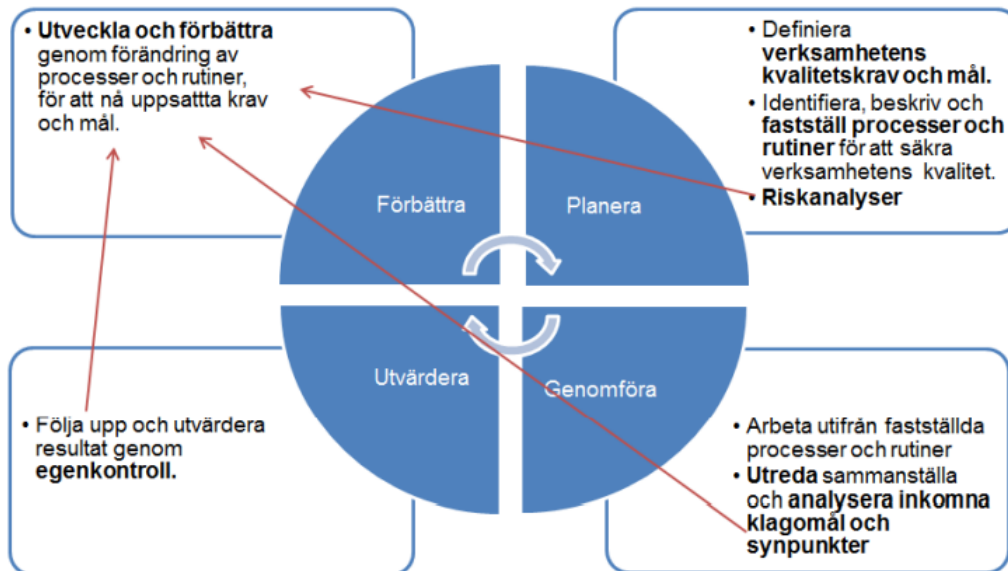 • Utveckla och förbättra
genom förändring av
processer och rutiner,
för att nå uppsattta krav
och mål.
• Definiera
verksamhetens
kvalitetskrav och mål.
• Identifiera, beskriv och
fastställ processer och
rutiner för att säkra
verksamhetens kvalitet.
• Riskanalyser
Förbättra
Planera
Utvärdera
Genomföra
• Följa upp och utvärdera
resultat genom
egenkontroll.
• Arbeta utifrån fastställda
processer och rutiner
• Utreda sammanställa
och analysera inkomna
klagomål och
synpunkter